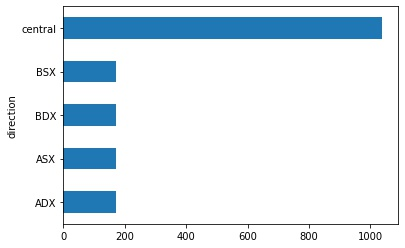 central
BSX
BDX
ASX
ADX
direction
0 200 400 600 800 1000